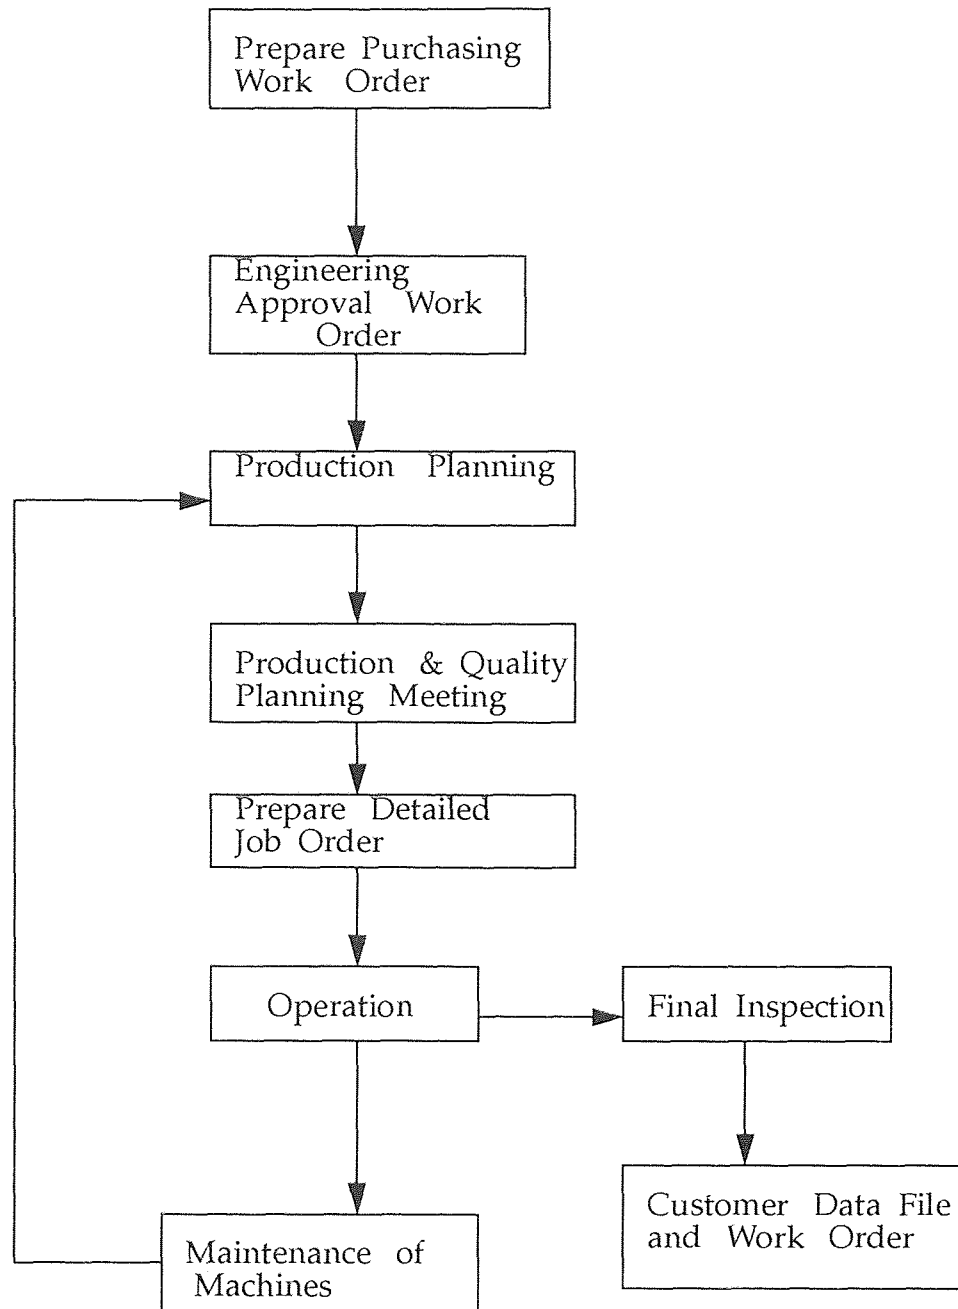 Prepare Purchasing
Work Order
Engineering
Approval Work
Order
Production Planning
Production & Quality
Planning Meeting
Prepare Detailed
Job Order
Operation
Final Inspection
Customer Data File
and Work Order
Maintenance of
Machines